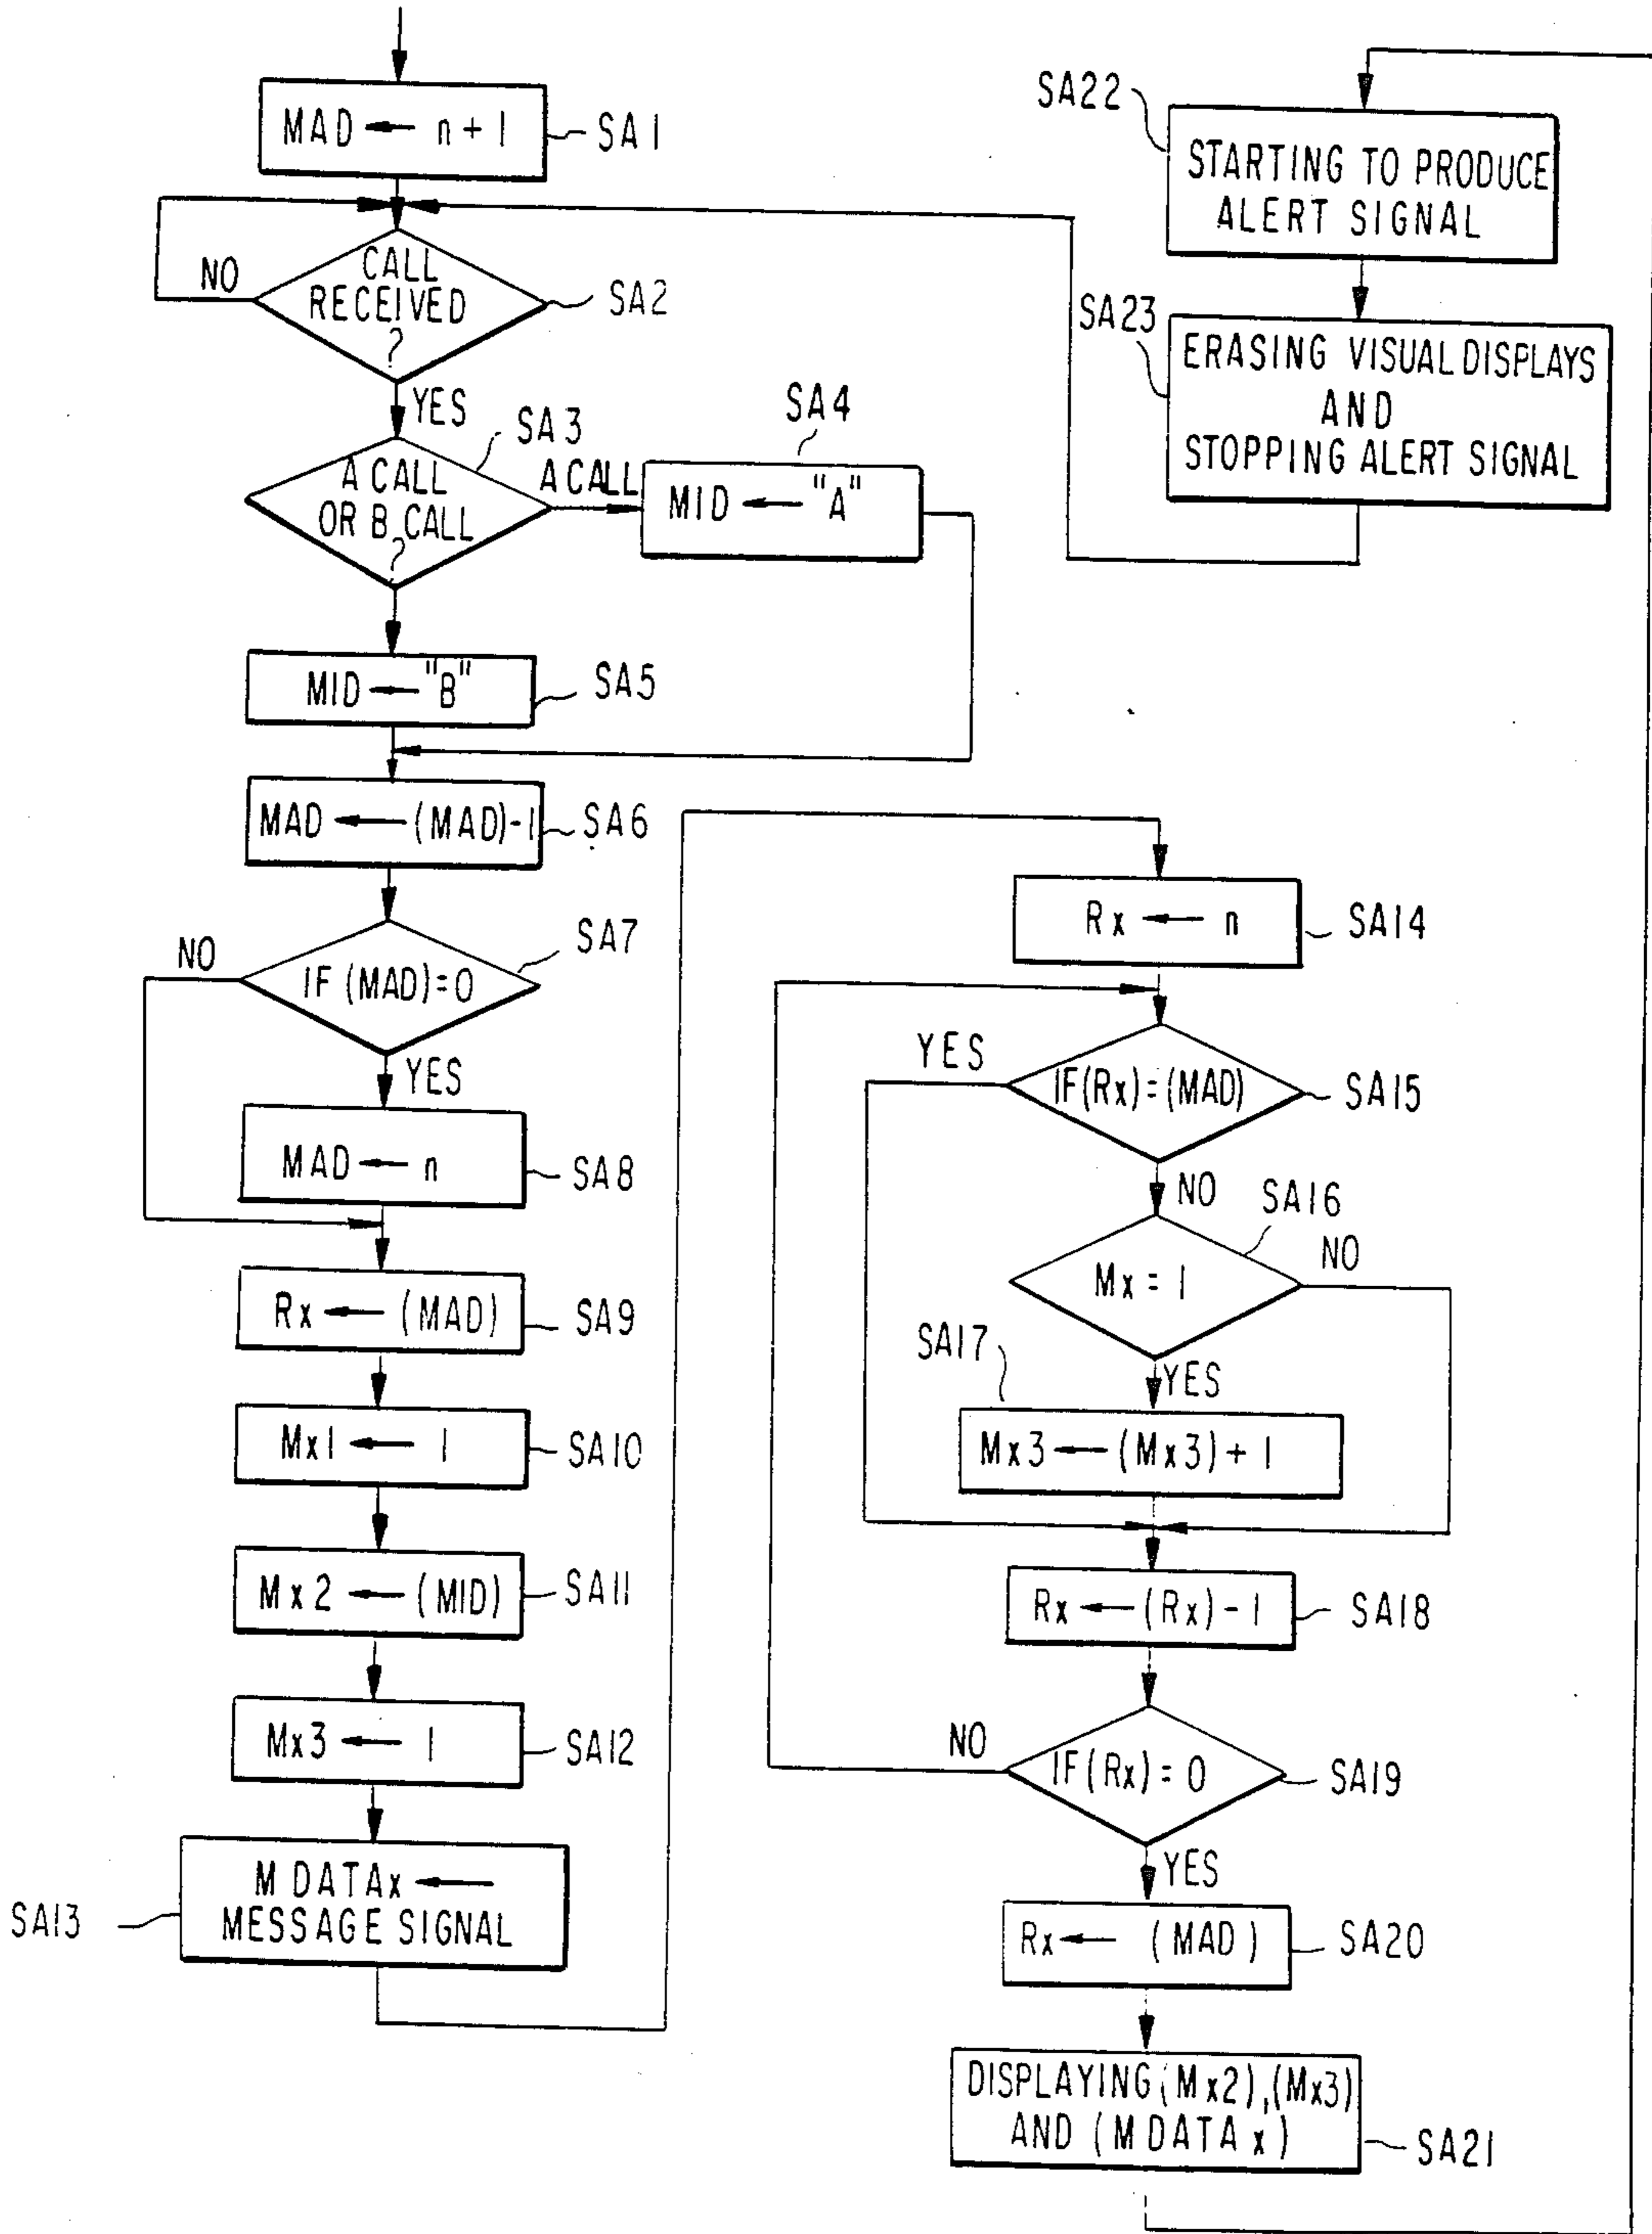 MAD ← n + 1
SA1
CALL
RECEIVED
?
NO
SA2
YES
SA3
A CALL
OR B CALL
?
A CALL
SA4
MID ← "A"
MID ← "B"
SA5
MAD ← (MAD)-1
SA6
SA7
NO
IF (MAD)=0
YES
MAD ← n
SA8
Rx ← (MAD)
SA9
Mx1 ← 1
SA10
Mx2 ← (MID)
SA11
Mx3 ← 1
SA12
M DATAx ←
MESSAGE SIGNAL
SA13
Rx ← n
SA14
YES
IF(Rx)=(MAD)
SA15
NO
SA16
Mx = 1
NO
SA17
YES
Mx3 ← (Mx3)+1
Rx ← (Rx)-1
SA18
NO
IF(Rx)=0
SA19
YES
Rx ← (MAD)
SA20
DISPLAYING (Mx2),(Mx3)
AND (M DATA x)
SA21
SA22
STARTING TO PRODUCE
ALERT SIGNAL
SA23
ERASING VISUAL DISPLAYS
AND
STOPPING ALERT SIGNAL